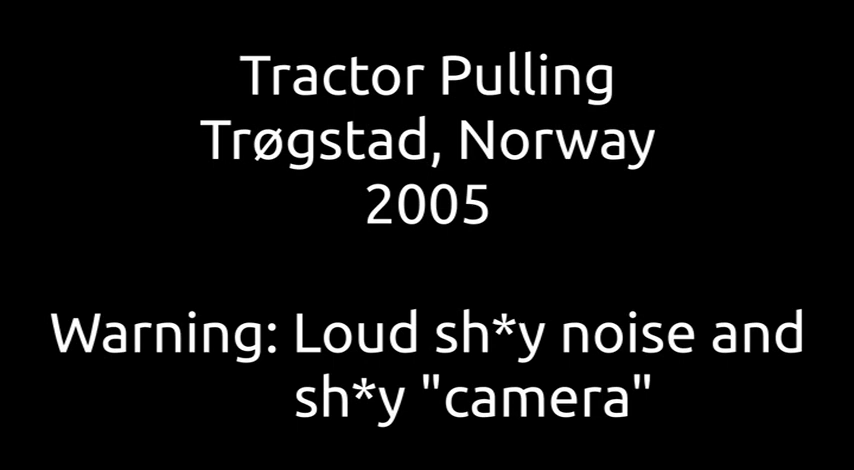 Tractor Pulling
Trøgstad, Norway
2005
Warning: Loud sh*y noise and
sh*y "camera"